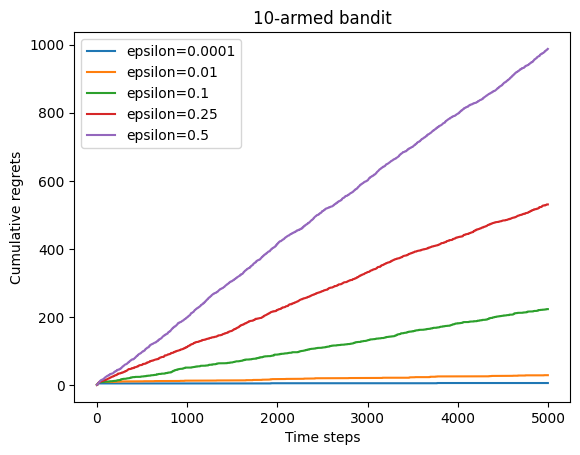 10-armed bandit
epsilon=0.0001
epsilon=0.01
epsilon=0.1
epsilon=0.25
epsilon=0.5
Cumulative regrets
1000
800
600
400
200
0
0 1000 2000 3000 4000 5000
Time steps